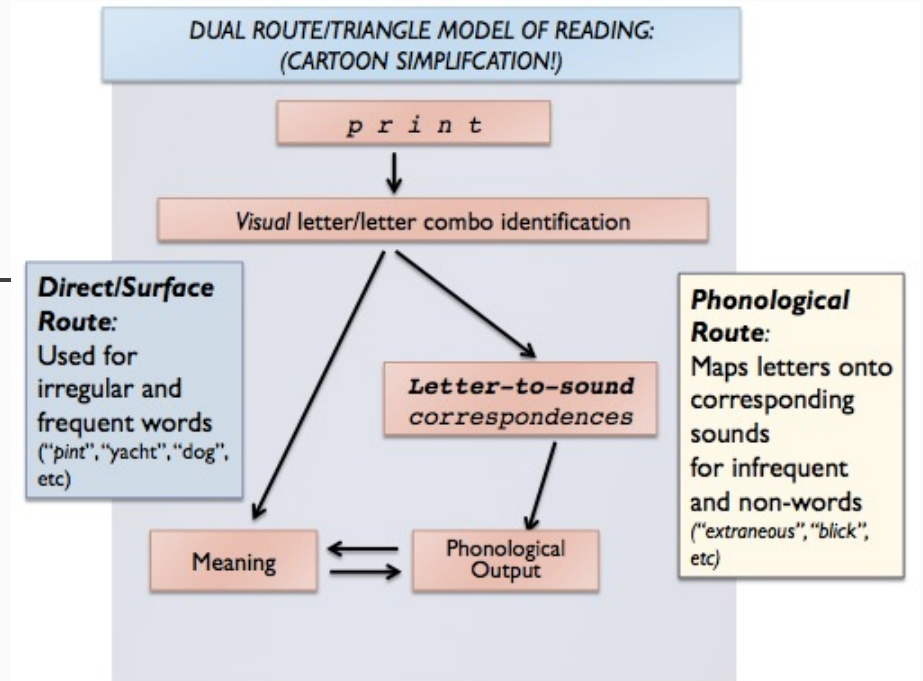 DUAL ROUTE/TRIANGLE MODEL OF READING:
(CARTOON SIMPLIFCATION!)
p r i n t
Visual letter/letter combo identification
Direct/Surface
Route:
Used for
irregular and
frequent words
("pint", "yacht", "dog",
etc)
Letter-to-sound
correspondences
Phonological
Route:
Maps letters onto
corresponding
sounds
for infrequent
and non-words
("extraneous", "blick",
etc)
Meaning
Phonological
Output